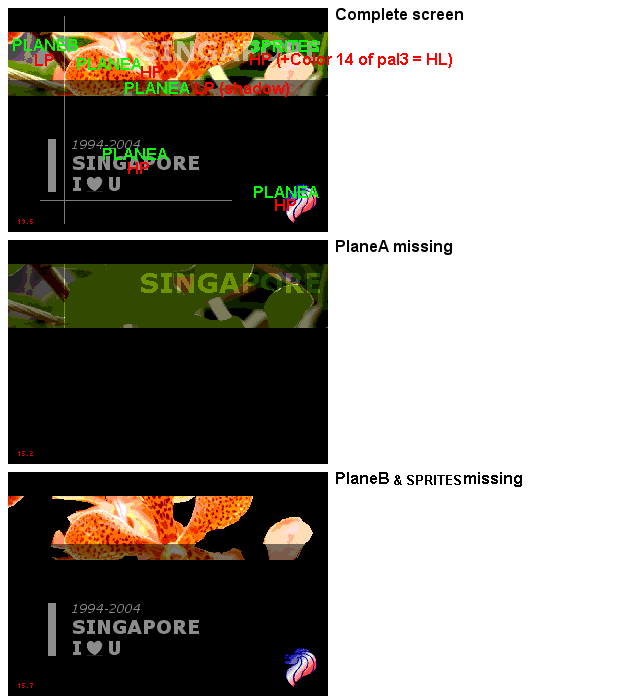 Complete screen
PLANEB
LP
PLANEA
HP
SINGAPORE
SPRITES
HP (+Color 14 of pal3 = HL)
PLANEA LP (shadow)
1994-2004
PLANEA
SINGAPORE
HP
I ♥ U
PLANEA
HP
19.5
PlaneA missing
SINGAPORE
15.2
PlaneB & SPRITES missing
1994-2004
SINGAPORE
I ♥ U
15.7